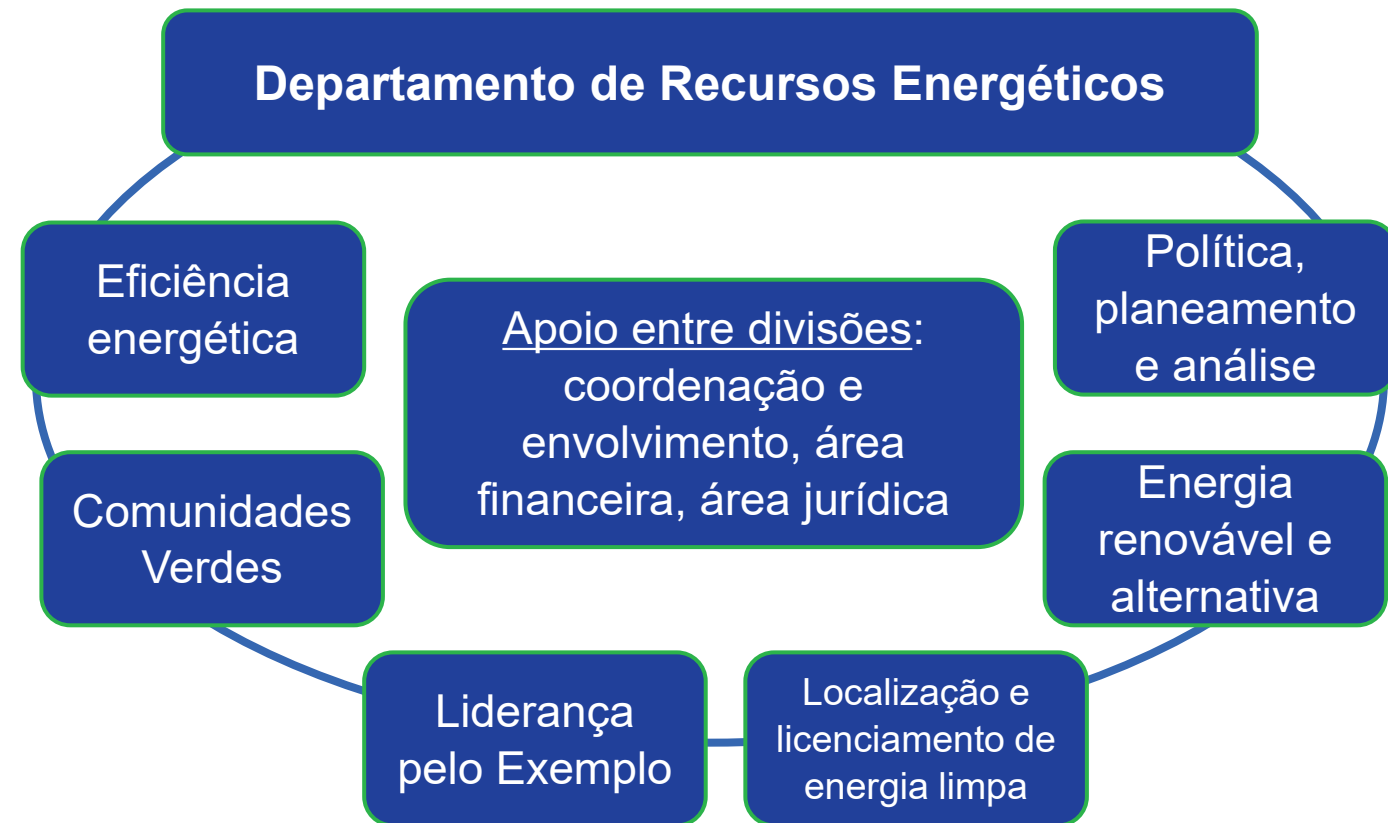 Departamento de Recursos Energéticos
Eficiência
energética
Política,
planeamento
e análise
Apoio entre divisões:
coordenação e
envolvimento, área
financeira, área jurídica
Comunidades
Verdes
Energia
renovável e
alternativa
Liderança
pelo Exemplo
Localização e
licenciamento de
energia limpa